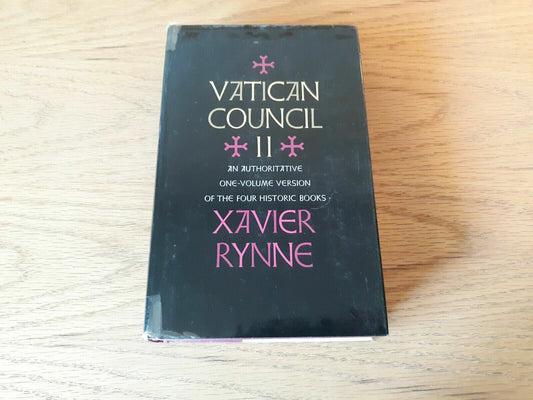 VATICAN
COUNCIL
II
AN AUTHORITATIVE
ONE-VOLUME VERSION
OF THE FOUR HISTORIC BOOKS
XAVIER
RYNNE